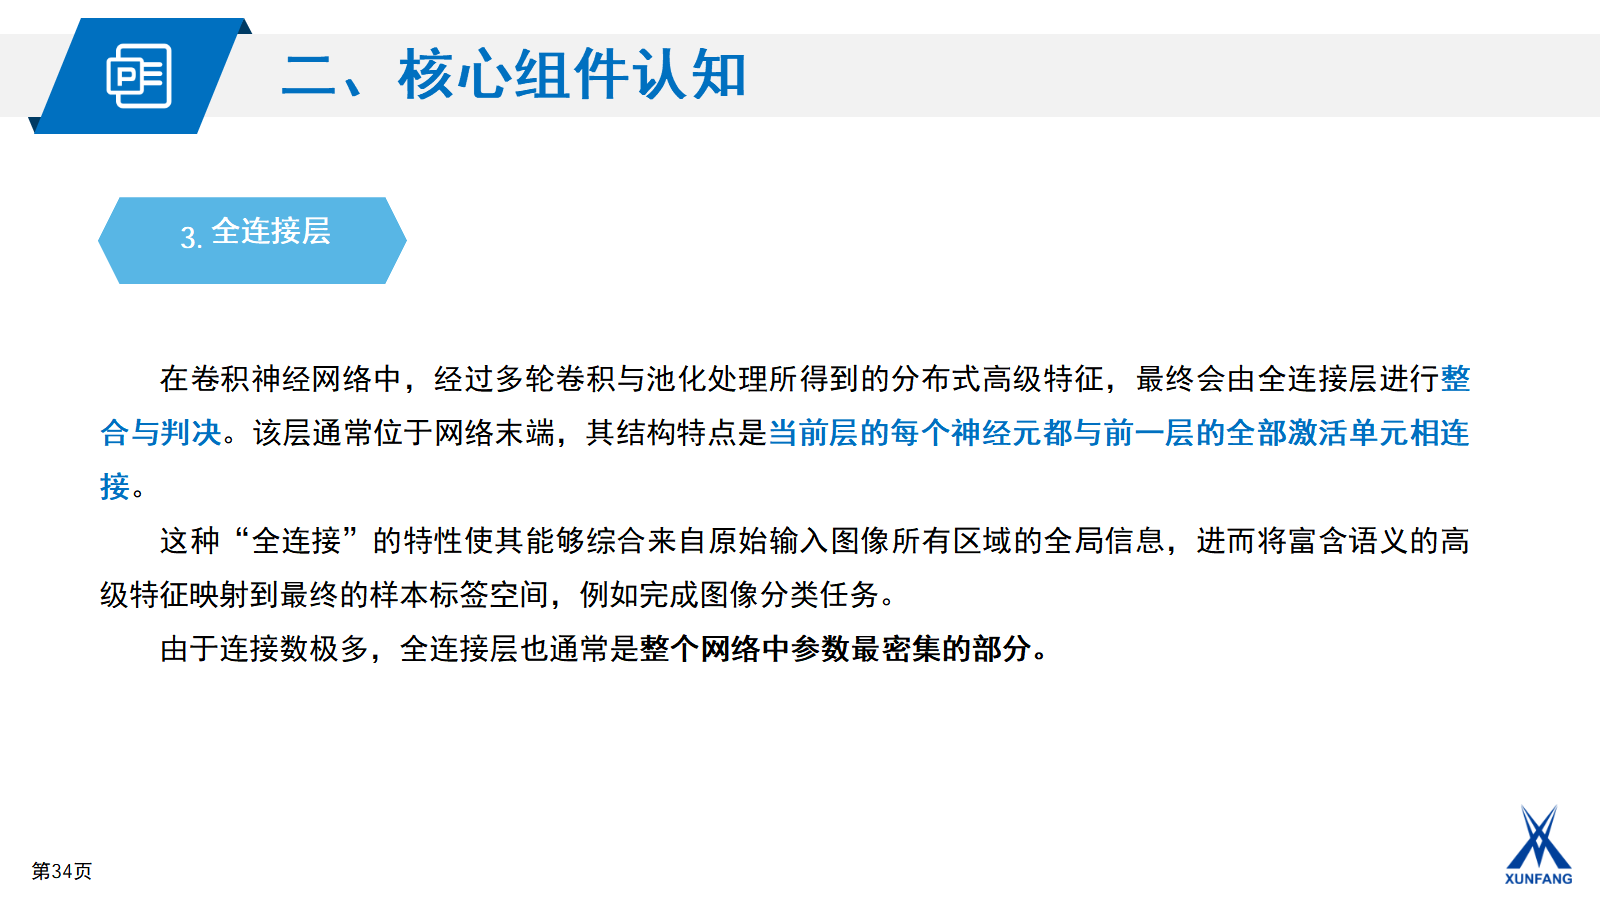 二、核心组件认知
3. 全连接层
在卷积神经网络中，经过多轮卷积与池化处理所得到的分布式高级特征，最终会由全连接层进行整
合与判决。该层通常位于网络末端，其结构特点是当前层的每个神经元都与前一层的全部激活单元相连
接。
这种“全连接”的特性使其能够综合来自原始输入图像所有区域的全局信息，进而将富含语义的高
级特征映射到最终的样本标签空间，例如完成图像分类任务。
由于连接数极多，全连接层也通常是整个网络中参数最密集的部分。
XUNFANG
第34页